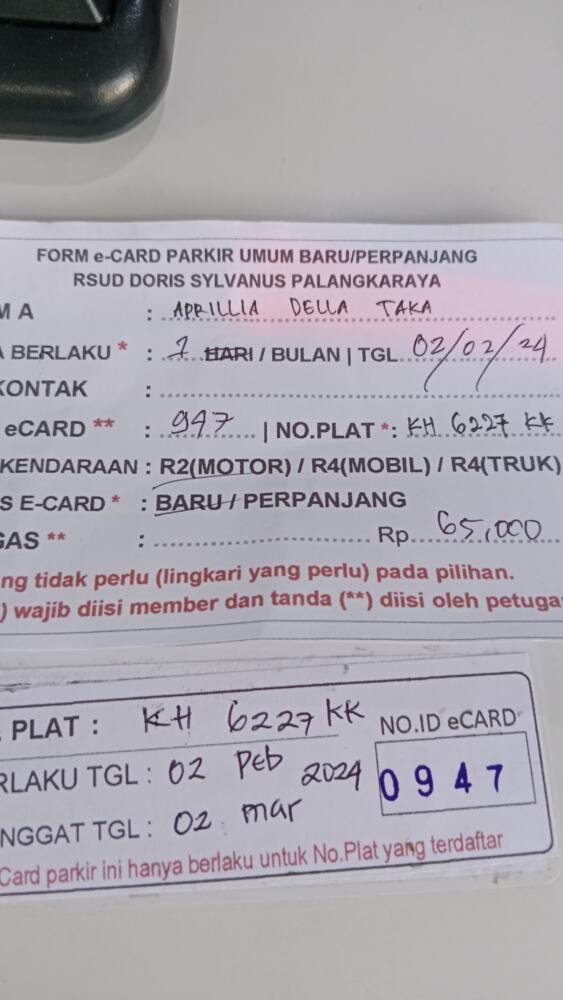 FORM e-CARD PARKIR UMUM BARU/PERPANJANG
RSUD DORIS SYLVANUS PALANGKARAYA
M A : APRILLIA DELLA TAKA
A BERLAKU * : 1 HARI / BULAN | TGL. 02/02/24
KONTAK :
eCARD ** : 947 | NO.PLAT *: KH 6227 KK
KENDARAAN : R2(MOTOR) / R4(MOBIL) / R4(TRUK)
S E-CARD * : BARU / PERPANJANG
GAS ** : Rp. 65,000
ng tidak perlu (lingkari yang perlu) pada pilihan.
) wajib diisi member dan tanda (**) diisi oleh petuga
PLAT : KH 6227 KK
NO.ID eCARD
RLAKU TGL : 02 Peb 2024
0947
NGGAT TGL : 02 mar
Card parkir ini hanya berlaku untuk No.Plat yang terdaftar